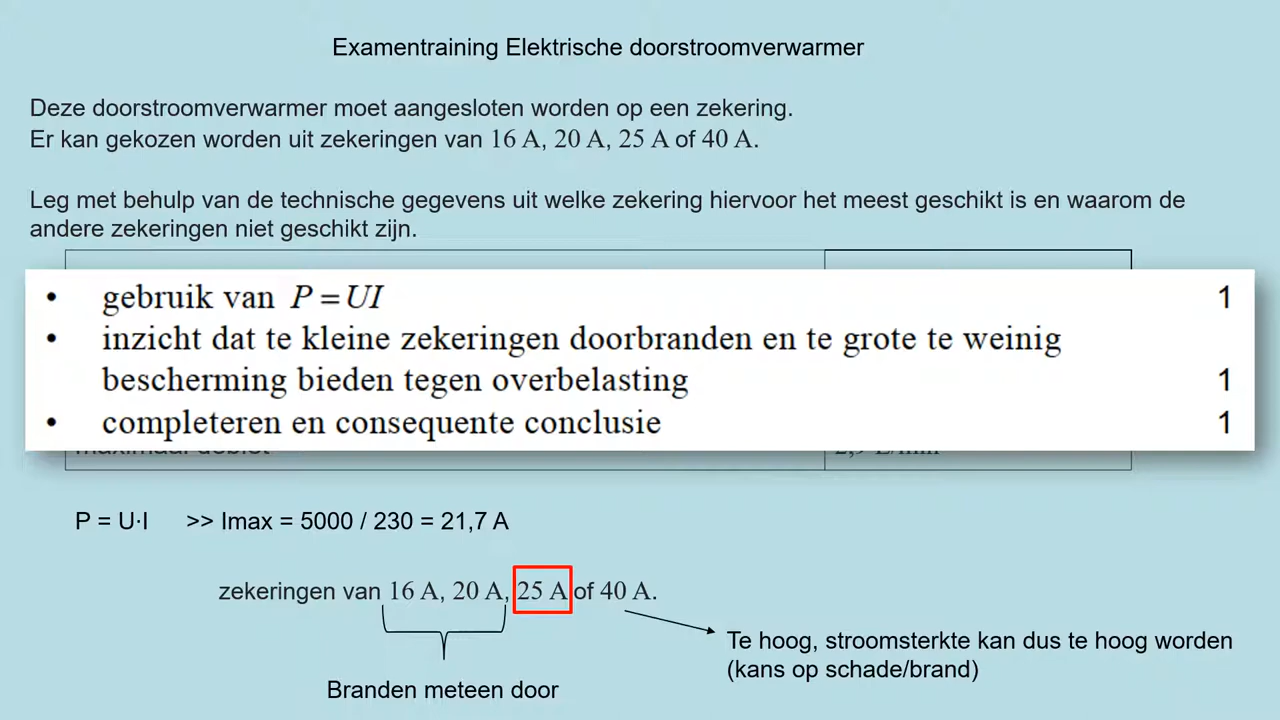 Examentraining Elektrische doorstroomverwarmer
Deze doorstroomverwarmer moet aangesloten worden op een zekering.
Er kan gekozen worden uit zekeringen van 16 A, 20 A, 25 A of 40 A.
Leg met behulp van de technische gegevens uit welke zekering hiervoor het meest geschikt is en waarom de
andere zekeringen niet geschikt zijn.
• gebruik van P = UI 1
• inzicht dat te kleine zekeringen doorbranden en te grote te weinig
bescherming bieden tegen overbelasting 1
• completeren en consequente conclusie 1
P = U·I >> Imax = 5000 / 230 = 21,7 A
zekeringen van 16 A, 20 A, 25 A of 40 A.
Te hoog, stroomsterkte kan dus te hoog worden
(kans op schade/brand)
Branden meteen door